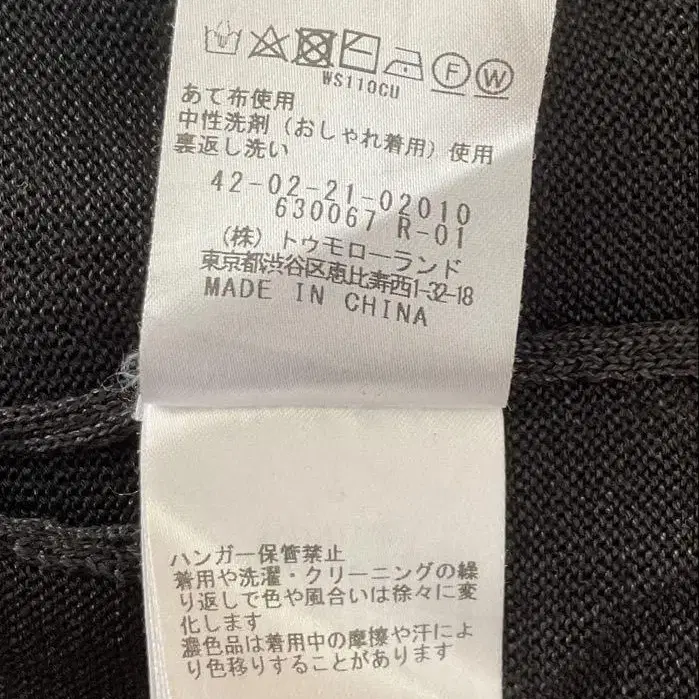 F W
WS110CU
あて布使用
中性洗剤(おしゃれ着用)使用
裏返し洗い
42-02-21-02010
630067 R-01
(株)トゥモローランド
東京都渋谷区恵比寿西1-32-18
MADE IN CHINA
ハンガー保管禁止
着用や洗濯・クリーニングの繰
り返しで色や風合いは徐々に変
化します
濃色品は着用中の摩擦や汗によ
り色移りすることがあります